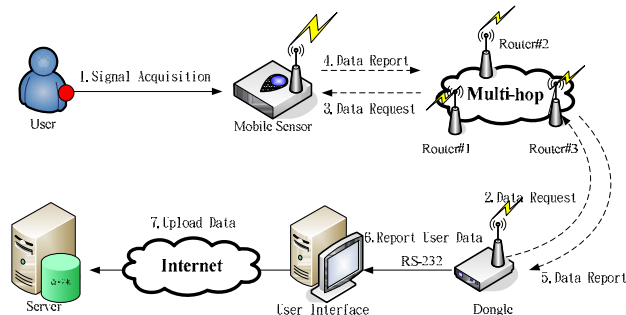 Router#2
4.Data Report
1.Signal Acquisition
Multi-hop
3.Data Request
User
Mobile Sensor
Router#1
Router#3
2.Data Request
7.Upload Data
6.Report User Data
Internet
RS-232
5.Data Report
Server
User Interface
Dongle